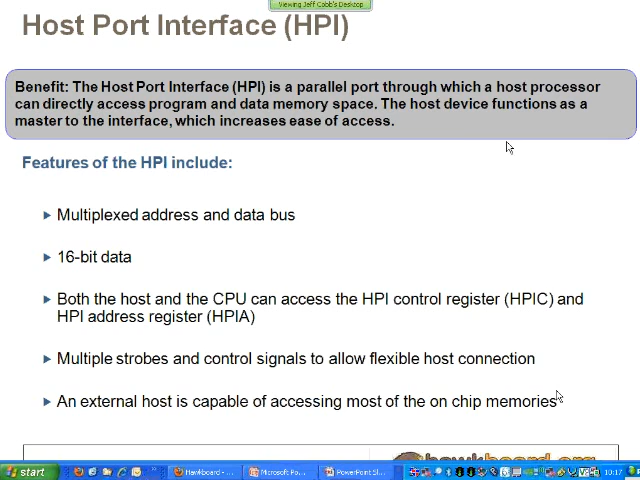 Viewing Jeff Cobb's Desktop
Host Port Interface (HPI)
Benefit: The Host Port Interface (HPI) is a parallel port through which a host processor
can directly access program and data memory space. The host device functions as a
master to the interface, which increases ease of access.
Features of the HPI include:
Multiplexed address and data bus
16-bit data
Both the host and the CPU can access the HPI control register (HPIC) and
HPI address register (HPIA)
Multiple strobes and control signals to allow flexible host connection
An external host is capable of accessing most of the on chip memories
hawkboard.org
start
Hawkboard - ...
Microsoft Po...
PowerPoint Sl...
10:17